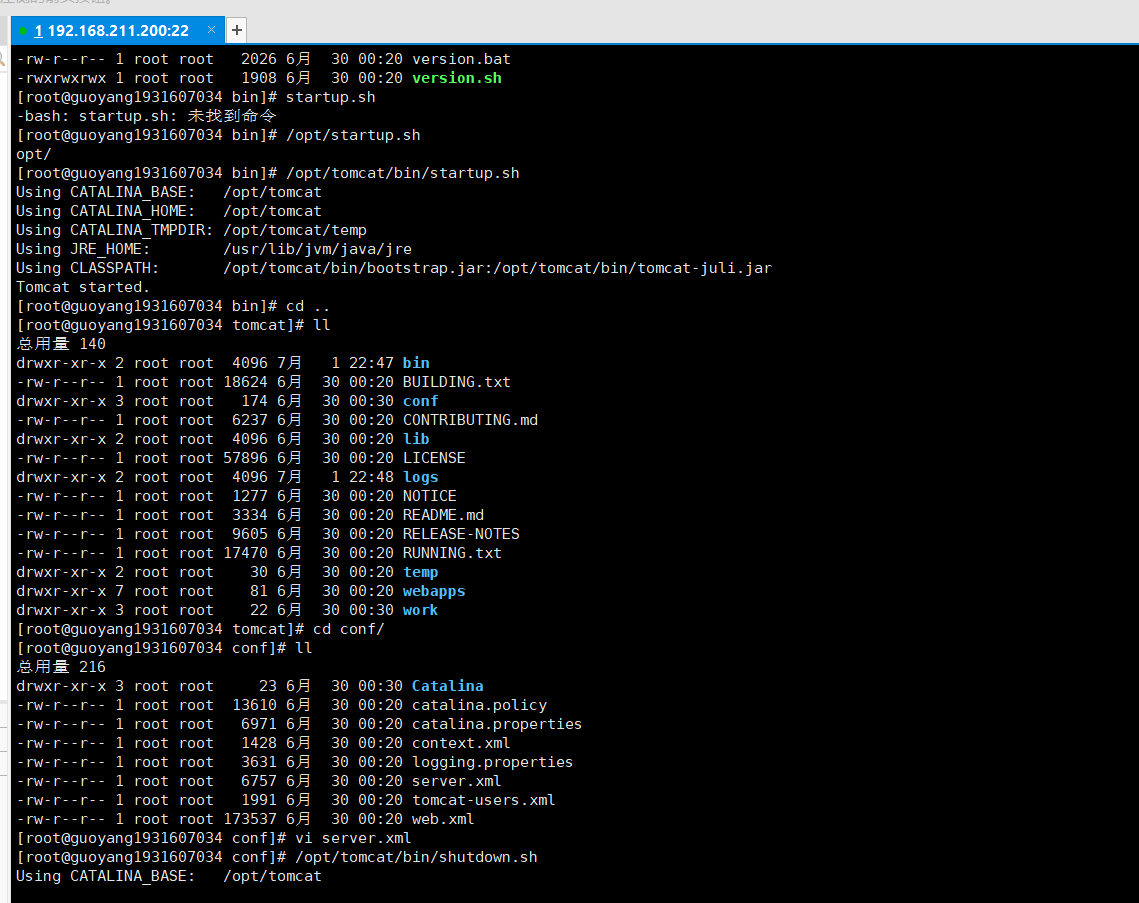 1 192.168.211.200:22 × +
-rw-r--r-- 1 root root   2026 6月  30 00:20 version.bat
-rwxrwxrwx 1 root root   1908 6月  30 00:20 version.sh
[root@guoyang1931607034 bin]# startup.sh
-bash: startup.sh: 未找到命令
[root@guoyang1931607034 bin]# /opt/startup.sh
opt/
[root@guoyang1931607034 bin]# /opt/tomcat/bin/startup.sh
Using CATALINA_BASE:   /opt/tomcat
Using CATALINA_HOME:   /opt/tomcat
Using CATALINA_TMPDIR: /opt/tomcat/temp
Using JRE_HOME:        /usr/lib/jvm/java/jre
Using CLASSPATH:       /opt/tomcat/bin/bootstrap.jar:/opt/tomcat/bin/tomcat-juli.jar
Tomcat started.
[root@guoyang1931607034 bin]# cd ..
[root@guoyang1931607034 tomcat]# ll
总用量 140
drwxr-xr-x 2 root root  4096 7月   1 22:47 bin
-rw-r--r-- 1 root root 18624 6月  30 00:20 BUILDING.txt
drwxr-xr-x 3 root root   174 6月  30 00:30 conf
-rw-r--r-- 1 root root  6237 6月  30 00:20 CONTRIBUTING.md
drwxr-xr-x 2 root root  4096 6月  30 00:20 lib
-rw-r--r-- 1 root root 57896 6月  30 00:20 LICENSE
drwxr-xr-x 2 root root  4096 7月   1 22:48 logs
-rw-r--r-- 1 root root  1277 6月  30 00:20 NOTICE
-rw-r--r-- 1 root root  3334 6月  30 00:20 README.md
-rw-r--r-- 1 root root  9605 6月  30 00:20 RELEASE-NOTES
-rw-r--r-- 1 root root 17470 6月  30 00:20 RUNNING.txt
drwxr-xr-x 2 root root    30 6月  30 00:20 temp
drwxr-xr-x 7 root root    81 6月  30 00:20 webapps
drwxr-xr-x 3 root root    22 6月  30 00:30 work
[root@guoyang1931607034 tomcat]# cd conf/
[root@guoyang1931607034 conf]# ll
总用量 216
drwxr-xr-x 3 root root     23 6月  30 00:30 Catalina
-rw-r--r-- 1 root root  13610 6月  30 00:20 catalina.policy
-rw-r--r-- 1 root root   6971 6月  30 00:20 catalina.properties
-rw-r--r-- 1 root root   1428 6月  30 00:20 context.xml
-rw-r--r-- 1 root root   3631 6月  30 00:20 logging.properties
-rw-r--r-- 1 root root   6757 6月  30 00:20 server.xml
-rw-r--r-- 1 root root   1991 6月  30 00:20 tomcat-users.xml
-rw-r--r-- 1 root root 173537 6月  30 00:20 web.xml
[root@guoyang1931607034 conf]# vi server.xml
[root@guoyang1931607034 conf]# /opt/tomcat/bin/shutdown.sh
Using CATALINA_BASE:   /opt/tomcat